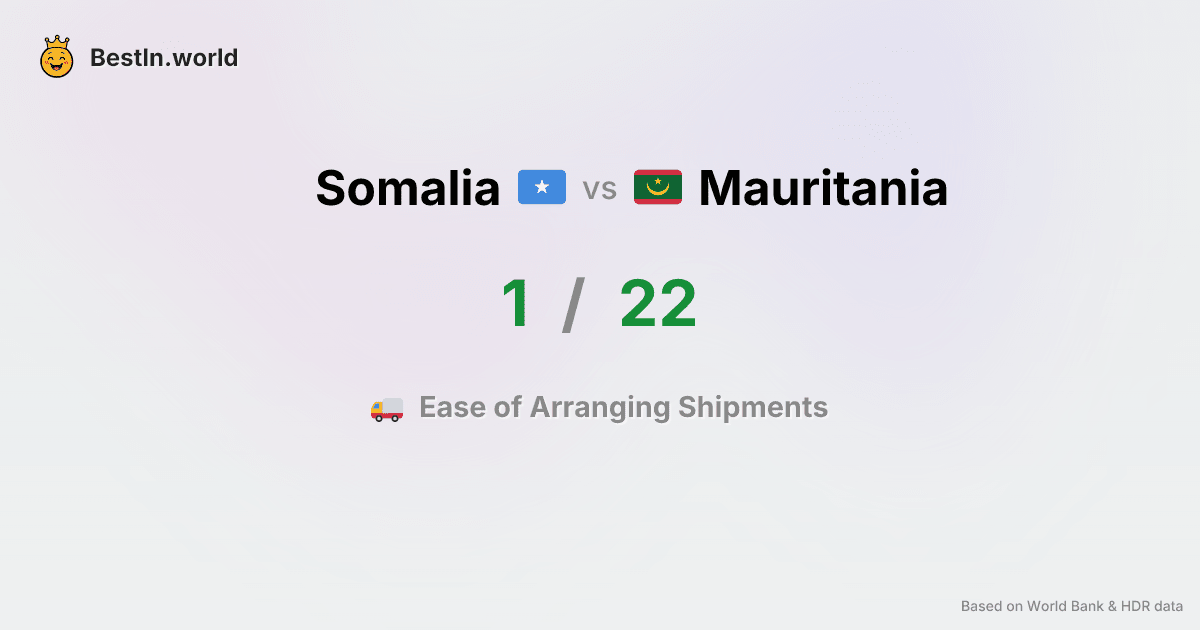 BestIn.world
Somalia vs Mauritania
1 / 22
Ease of Arranging Shipments
Based on World Bank & HDR data